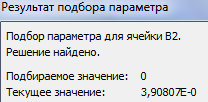 Результат подбора параметра
Подбор параметра для ячейки B2.
Решение найдено.
Подбираемое значение: 0
Текущее значение: 3,90807E-0